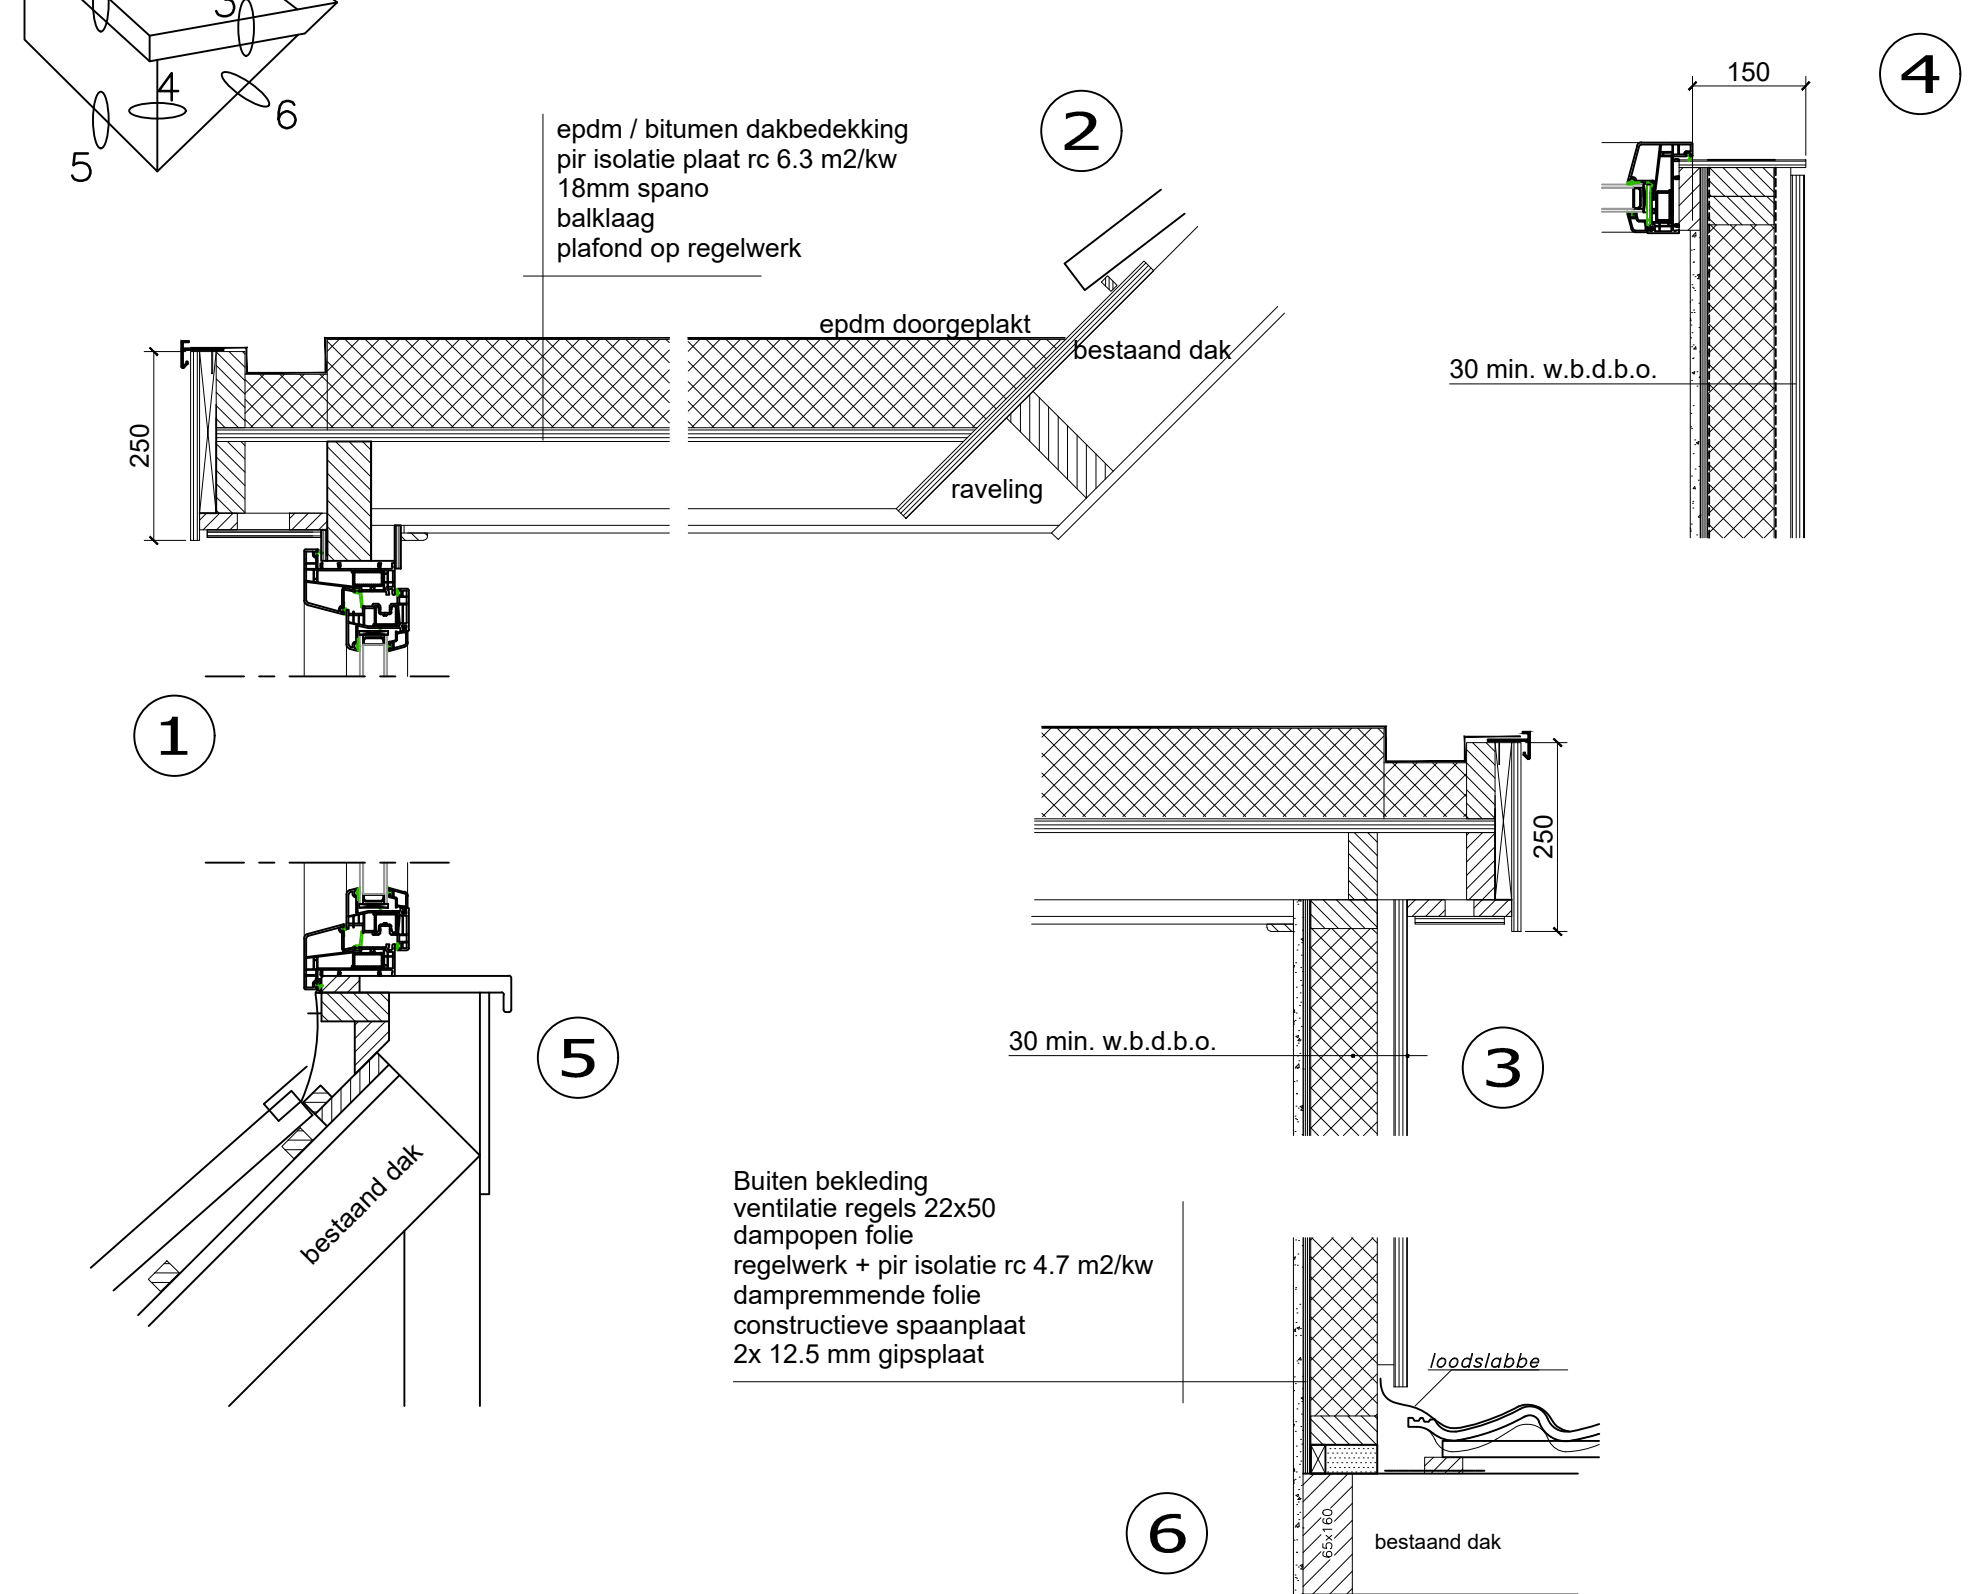 3
4
6
5
epdm / bitumen dakbedekking
pir isolatie plaat rc 6.3 m2/kw
18mm spano
balklaag
plafond op regelwerk
2
150
4
epdm doorgeplakt
bestaand dak
30 min. w.b.d.b.o.
250
raveling
1
250
5
30 min. w.b.d.b.o.
3
bestaand dak
Buiten bekleding
ventilatie regels 22x50
dampopen folie
regelwerk + pir isolatie rc 4.7 m2/kw
dampremmende folie
constructieve spaanplaat
2x 12.5 mm gipsplaat
loodslabbe
6
65x160
bestaand dak